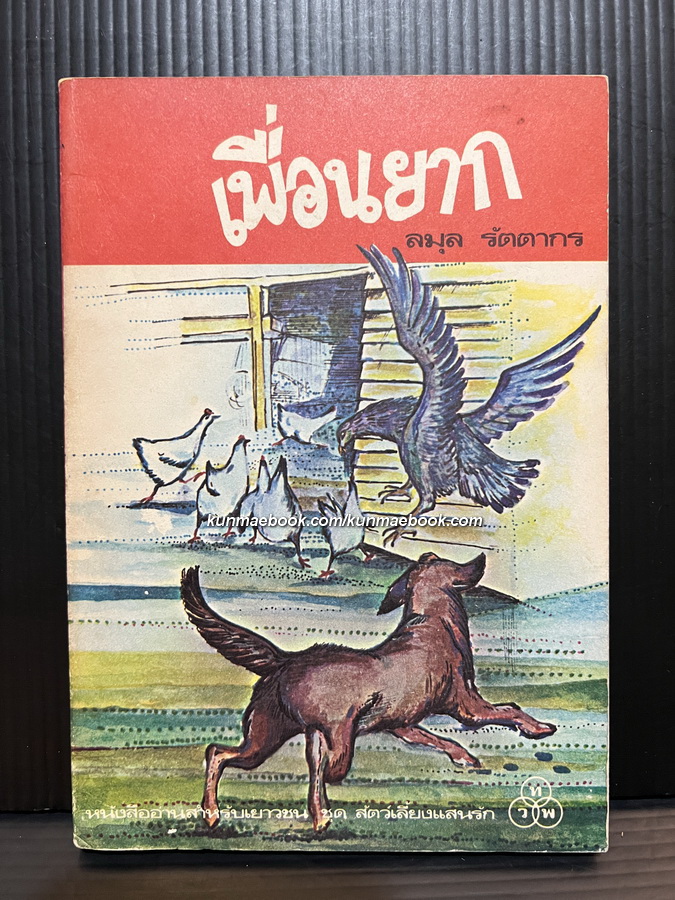 เพื่อนยาก
ลมุล รัตตากร
kunmaebook.com/kunmaebook.com
หนังสืออ่านสำหรับเยาวชน ชุด สัตว์เลี้ยงแสนรัก
ท
ว พ